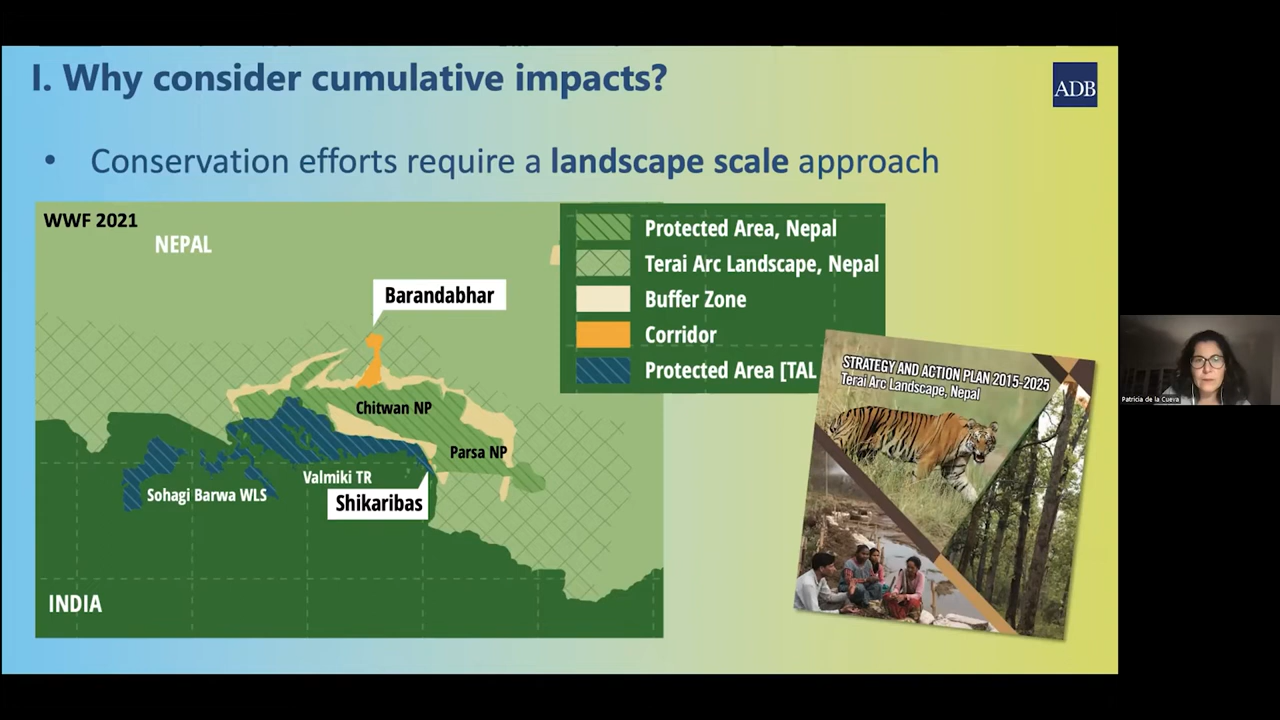 I. Why consider cumulative impacts?
ADB
• Conservation efforts require a landscape scale approach
WWF 2021
NEPAL
Barandabhar
Chitwan NP
Parsa NP
Valmiki TR
Sohagi Barwa WLS
Shikaribas
INDIA
Protected Area, Nepal
Terai Arc Landscape, Nepal
Buffer Zone
Corridor
Protected Area [TAL
STRATEGY AND ACTION PLAN 2015-2025
Terai Arc Landscape, Nepal
Patricia de la Cueva